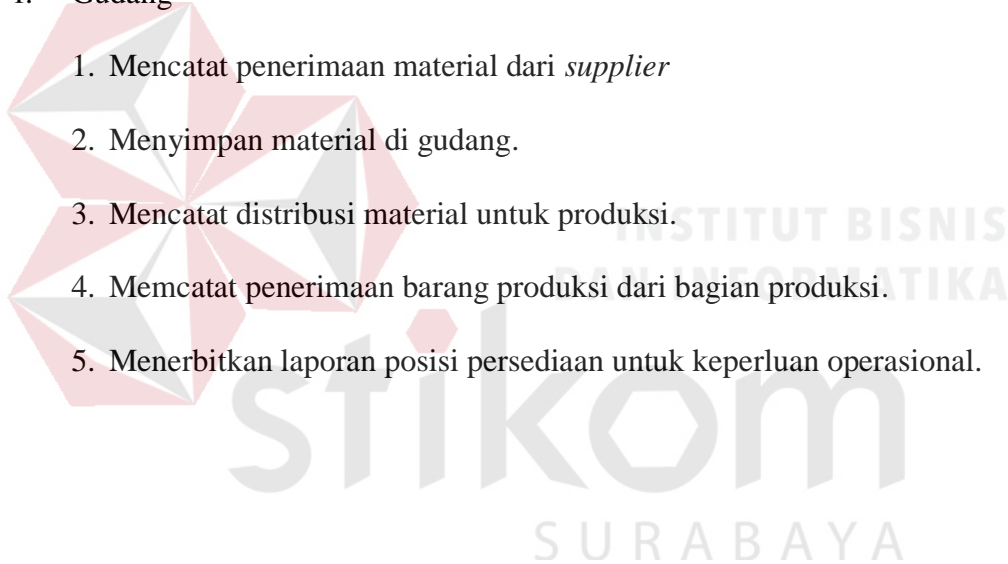 Gudang
1. Mencatat penerimaan material dari supplier
2. Menyimpan material di gudang.
3. Mencatat distribusi material untuk produksi.
INSTITUT BISNIS
4. Memcatat penerimaan barang produksi dari bagian produksi.
DAN INFORMATIKA
5. Menerbitkan laporan posisi persediaan untuk keperluan operasional.
stikom
SURABAYA